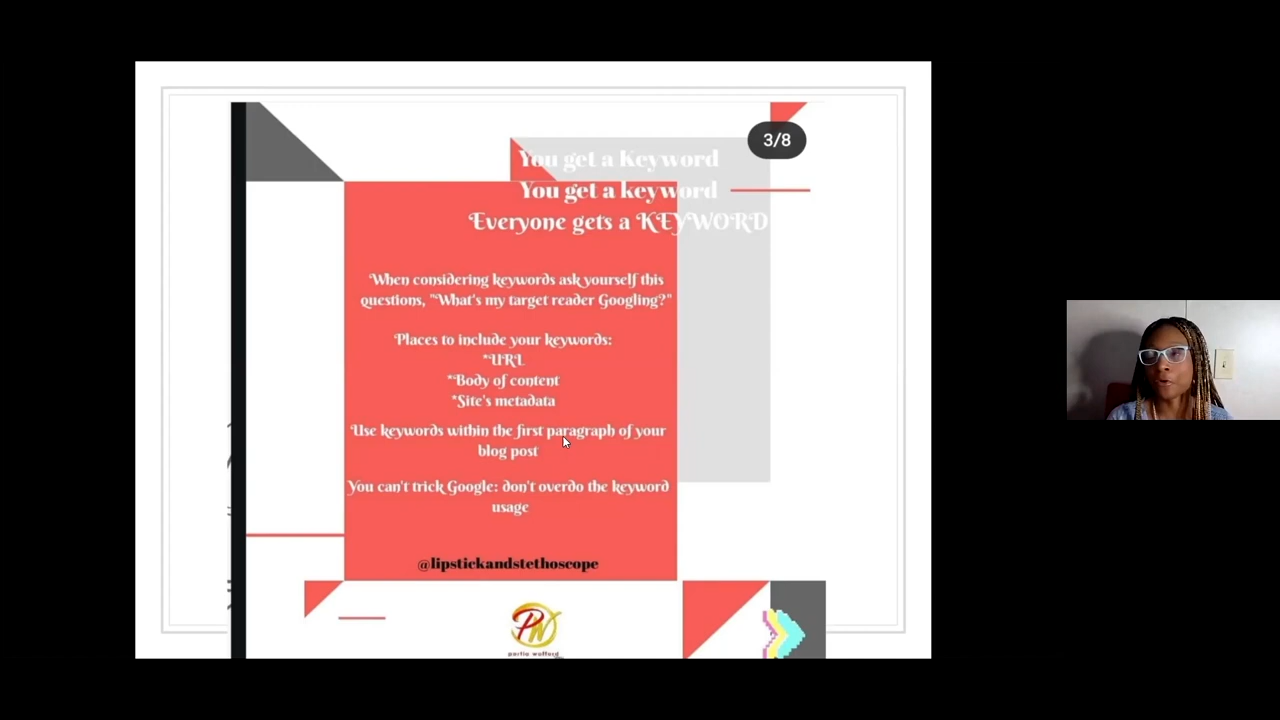 3/8
You get a Keyword
You get a keyword
Everyone gets a KEYWORD
When considering keywords ask yourself this
questions, "What's my target reader Googling?"
Places to include your keywords:
*URL
*Body of content
*Site's metadata
Use keywords within the first paragraph of your
blog post
You can't trick Google: don't overdo the keyword
usage
@lipstickandstethoscope
PW
portia wofford